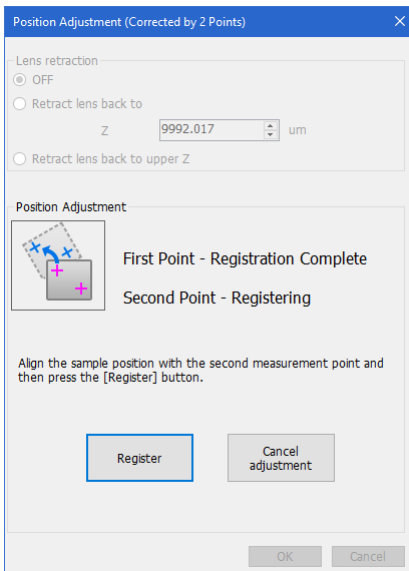 Position Adjustment (Corrected by 2 Points)
Lens retraction
OFF
Retract lens back to
Z 9992.017 um
Retract lens back to upper Z
Position Adjustment
First Point - Registration Complete
Second Point - Registering
Align the sample position with the second measurement point and
then press the [Register] button.
Register
Cancel
adjustment
OK Cancel